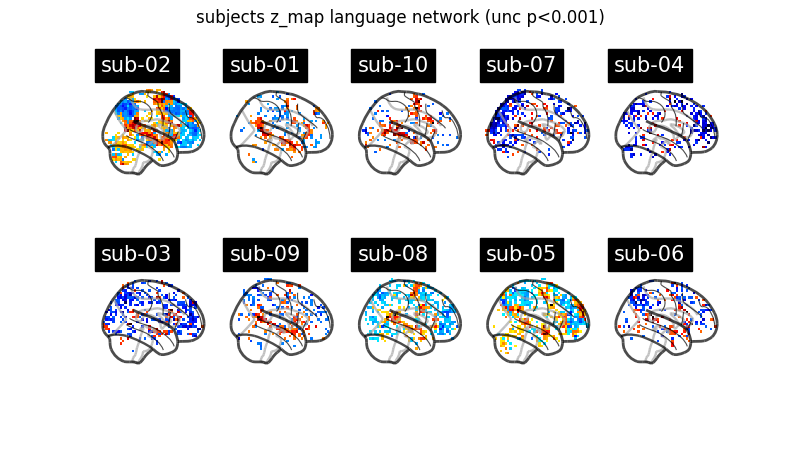 subjects z_map language network (unc p<0.001)
sub-02 sub-01 sub-10 sub-07 sub-04
sub-03 sub-09 sub-08 sub-05 sub-06